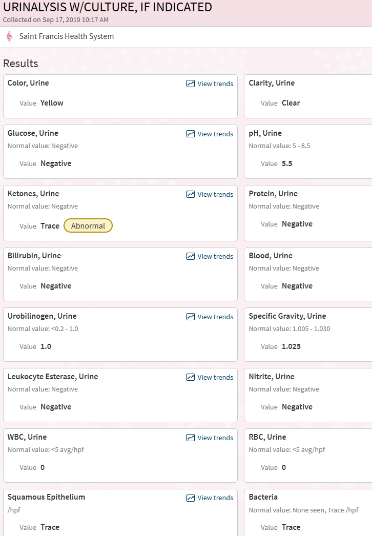 URINALYSIS W/CULTURE, IF INDICATED
Collected on Sep 17, 2019 10:17 AM
Saint Francis Health System
Results
Color, Urine
View trends
Value Yellow
Clarity, Urine
Value Clear
Glucose, Urine
View trends
Normal value: Negative
Value Negative
pH, Urine
Normal value: 5 - 8.5
Value 5.5
Ketones, Urine
View trends
Normal value: Negative
Value Trace Abnormal
Protein, Urine
Normal value: Negative
Value Negative
Bilirubin, Urine
View trends
Normal value: Negative
Value Negative
Blood, Urine
Normal value: Negative
Value Negative
Urobilinogen, Urine
View trends
Normal value: <0.2 - 1.0
Value 1.0
Specific Gravity, Urine
Normal value: 1.005 - 1.030
Value 1.025
Leukocyte Esterase, Urine
View trends
Normal value: Negative
Value Negative
Nitrite, Urine
Normal value: Negative
Value Negative
WBC, Urine
View trends
Normal value: <5 avg/hpf
Value 0
RBC, Urine
Normal value: <5 avg/hpf
Value 0
Squamous Epithelium
View trends
/hpf
Value Trace
Bacteria
Normal value: None seen, Trace /hpf
Value Trace